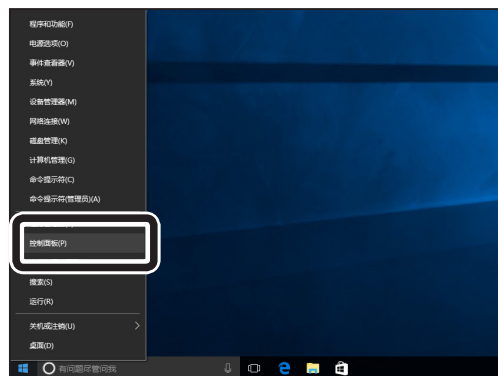 程序和功能(F)
电源选项(O)
事件查看器(V)
系统(Y)
设备管理器(M)
网络连接(W)
磁盘管理(K)
计算机管理(G)
命令提示符(C)
命令提示符(管理员)(A)
控制面板(P)
搜索(S)
运行(R)
关机或注销(U)
桌面(D)
有问题尽管问我